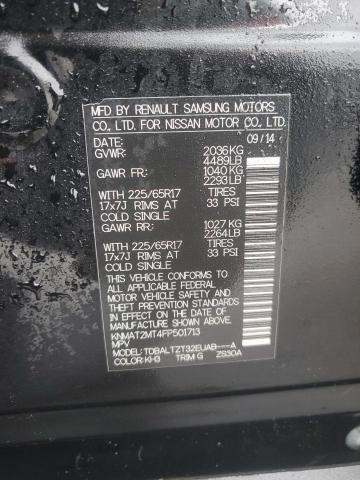 MFD BY RENAULT SAMSUNG MOTORS
CO., LTD. FOR NISSAN MOTOR CO., LTD.
DATE: 09/14
GVWR: 2036KG
4489LB
GAWR FR: 1040KG
2293LB
WITH 225/65R17 TIRES
17x7J RIMS AT 33 PSI
COLD SINGLE
GAWR RR: 1027KG
2264LB
WITH 225/65R17 TIRES
17x7J RIMS AT 33 PSI
COLD SINGLE
THIS VEHICLE CONFORMS TO ALL
APPLICABLE FEDERAL MOTOR VEHICLE
SAFETY AND THEFT PREVENTION
STANDARDS IN EFFECT ON THE DATE
OF MANUFACTURE SHOWN ABOVE.
KNMAT2MT4FP501713
MPV
MODEL:TDBALTZT32EUAB---A
COLOR:KH3 TRIM:G ZS30A